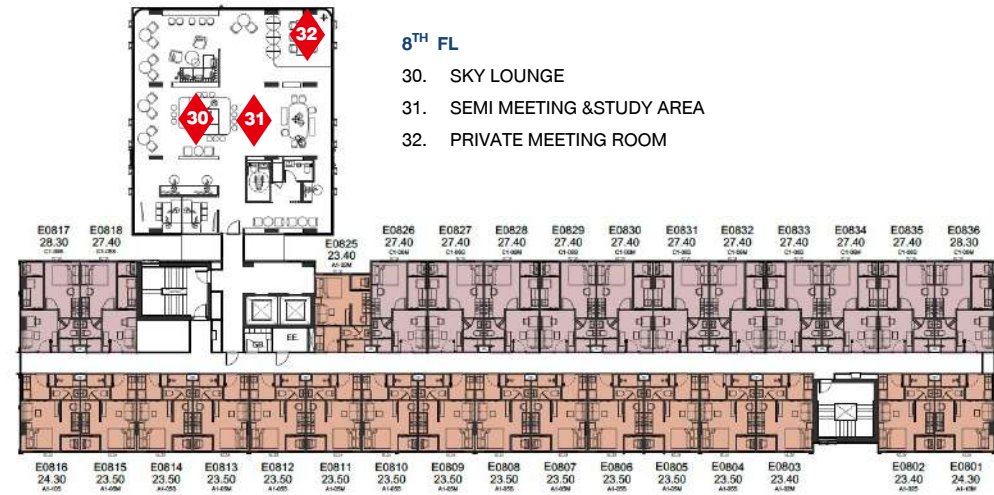 8TH FL
30. SKY LOUNGE
31. SEMI MEETING &STUDY AREA
32. PRIVATE MEETING ROOM
32
30
31
E0817 E0818 E0825 E0826 E0827 E0828 E0829 E0830 E0831 E0832 E0833 E0834 E0835 E0836
28.30 27.40 23.40 27.40 27.40 27.40 27.40 27.40 27.40 27.40 27.40 27.40 27.40 28.30
EE
E0816 E0815 E0814 E0813 E0812 E0811 E0810 E0809 E0808 E0807 E0806 E0805 E0804 E0803 E0802 E0801
24.30 23.50 23.50 23.50 23.50 23.50 23.50 23.50 23.50 23.50 23.50 23.50 23.50 23.40 23.40 24.30